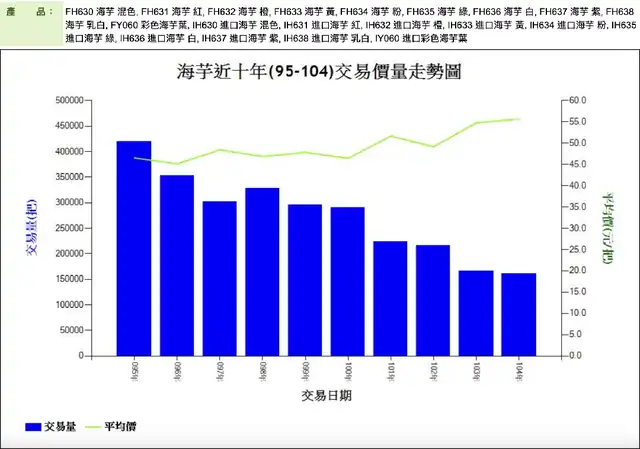 產 品： FH630 海芋 混色, FH631 海芋 紅, FH632 海芋 橙, FH633 海芋 黃, FH634 海芋 粉, FH635 海芋 綠, FH636 海芋 白, FH637 海芋 紫, FH638
海芋 乳白, FY060 彩色海芋葉, IH630 進口海芋 混色, IH631 進口海芋 紅, IH632 進口海芋 橙, IH633 進口海芋 黃, IH634 進口海芋 粉, IH635
進口海芋 綠, IH636 進口海芋 白, IH637 進口海芋 紫, IH638 進口海芋 乳白, IY060 進口彩色海芋葉
海芋近十年(95-104)交易價量走勢圖
500000
450000
400000
350000
300000
250000
200000
150000
100000
50000
0
交易量(把)
60.0
55.0
50.0
45.0
40.0
35.0
30.0
25.0
20.0
15.0
10.0
5.0
0.0
平均價(元/把)
095年
096年
097年
098年
099年
100年
101年
102年
103年
104年
交易日期
交易量 平均價